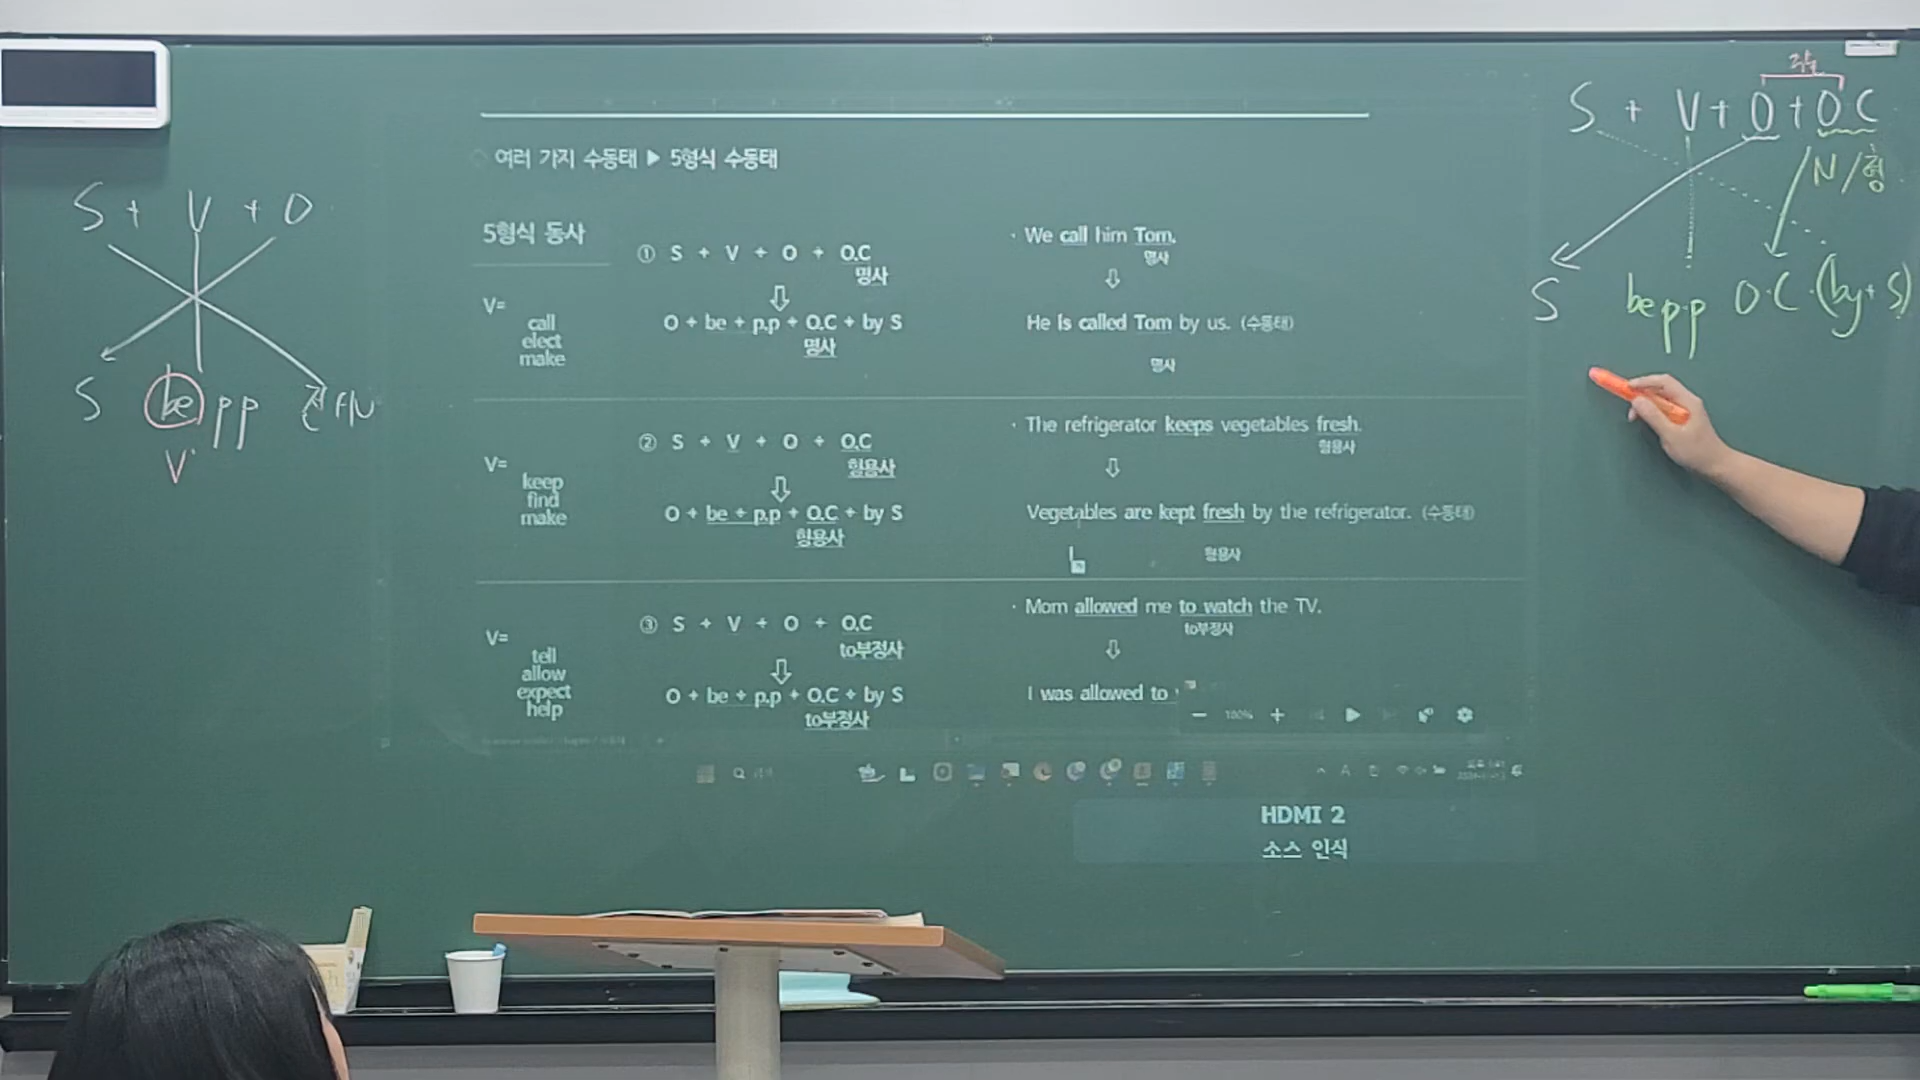 여러 가지 수동태 ▶ 5형식 수동태
5형식 동사
① S + V + O + O.C
명사
⇩
V=
call
elect
make
O + be + p.p + O.C + by S
명사
· We call him Tom.
명사
⇩
He is called Tom by us. (수동태)
명사
② S + V + O + O.C
형용사
⇩
V=
keep
find
make
O + be + p.p + O.C + by S
형용사
· The refrigerator keeps vegetables fresh.
형용사
⇩
Vegetables are kept fresh by the refrigerator. (수동태)
형용사
③ S + V + O + O.C
to부정사
⇩
V=
tell
allow
expect
help
O + be + p.p + O.C + by S
to부정사
· Mom allowed me to watch the TV.
to부정사
⇩
I was allowed to
100%
HDMI 2
소스 인식
S + V + O
S be pp 전+N
V
S + V + O + O C
N / 형
S be p.p O.C (by + S)